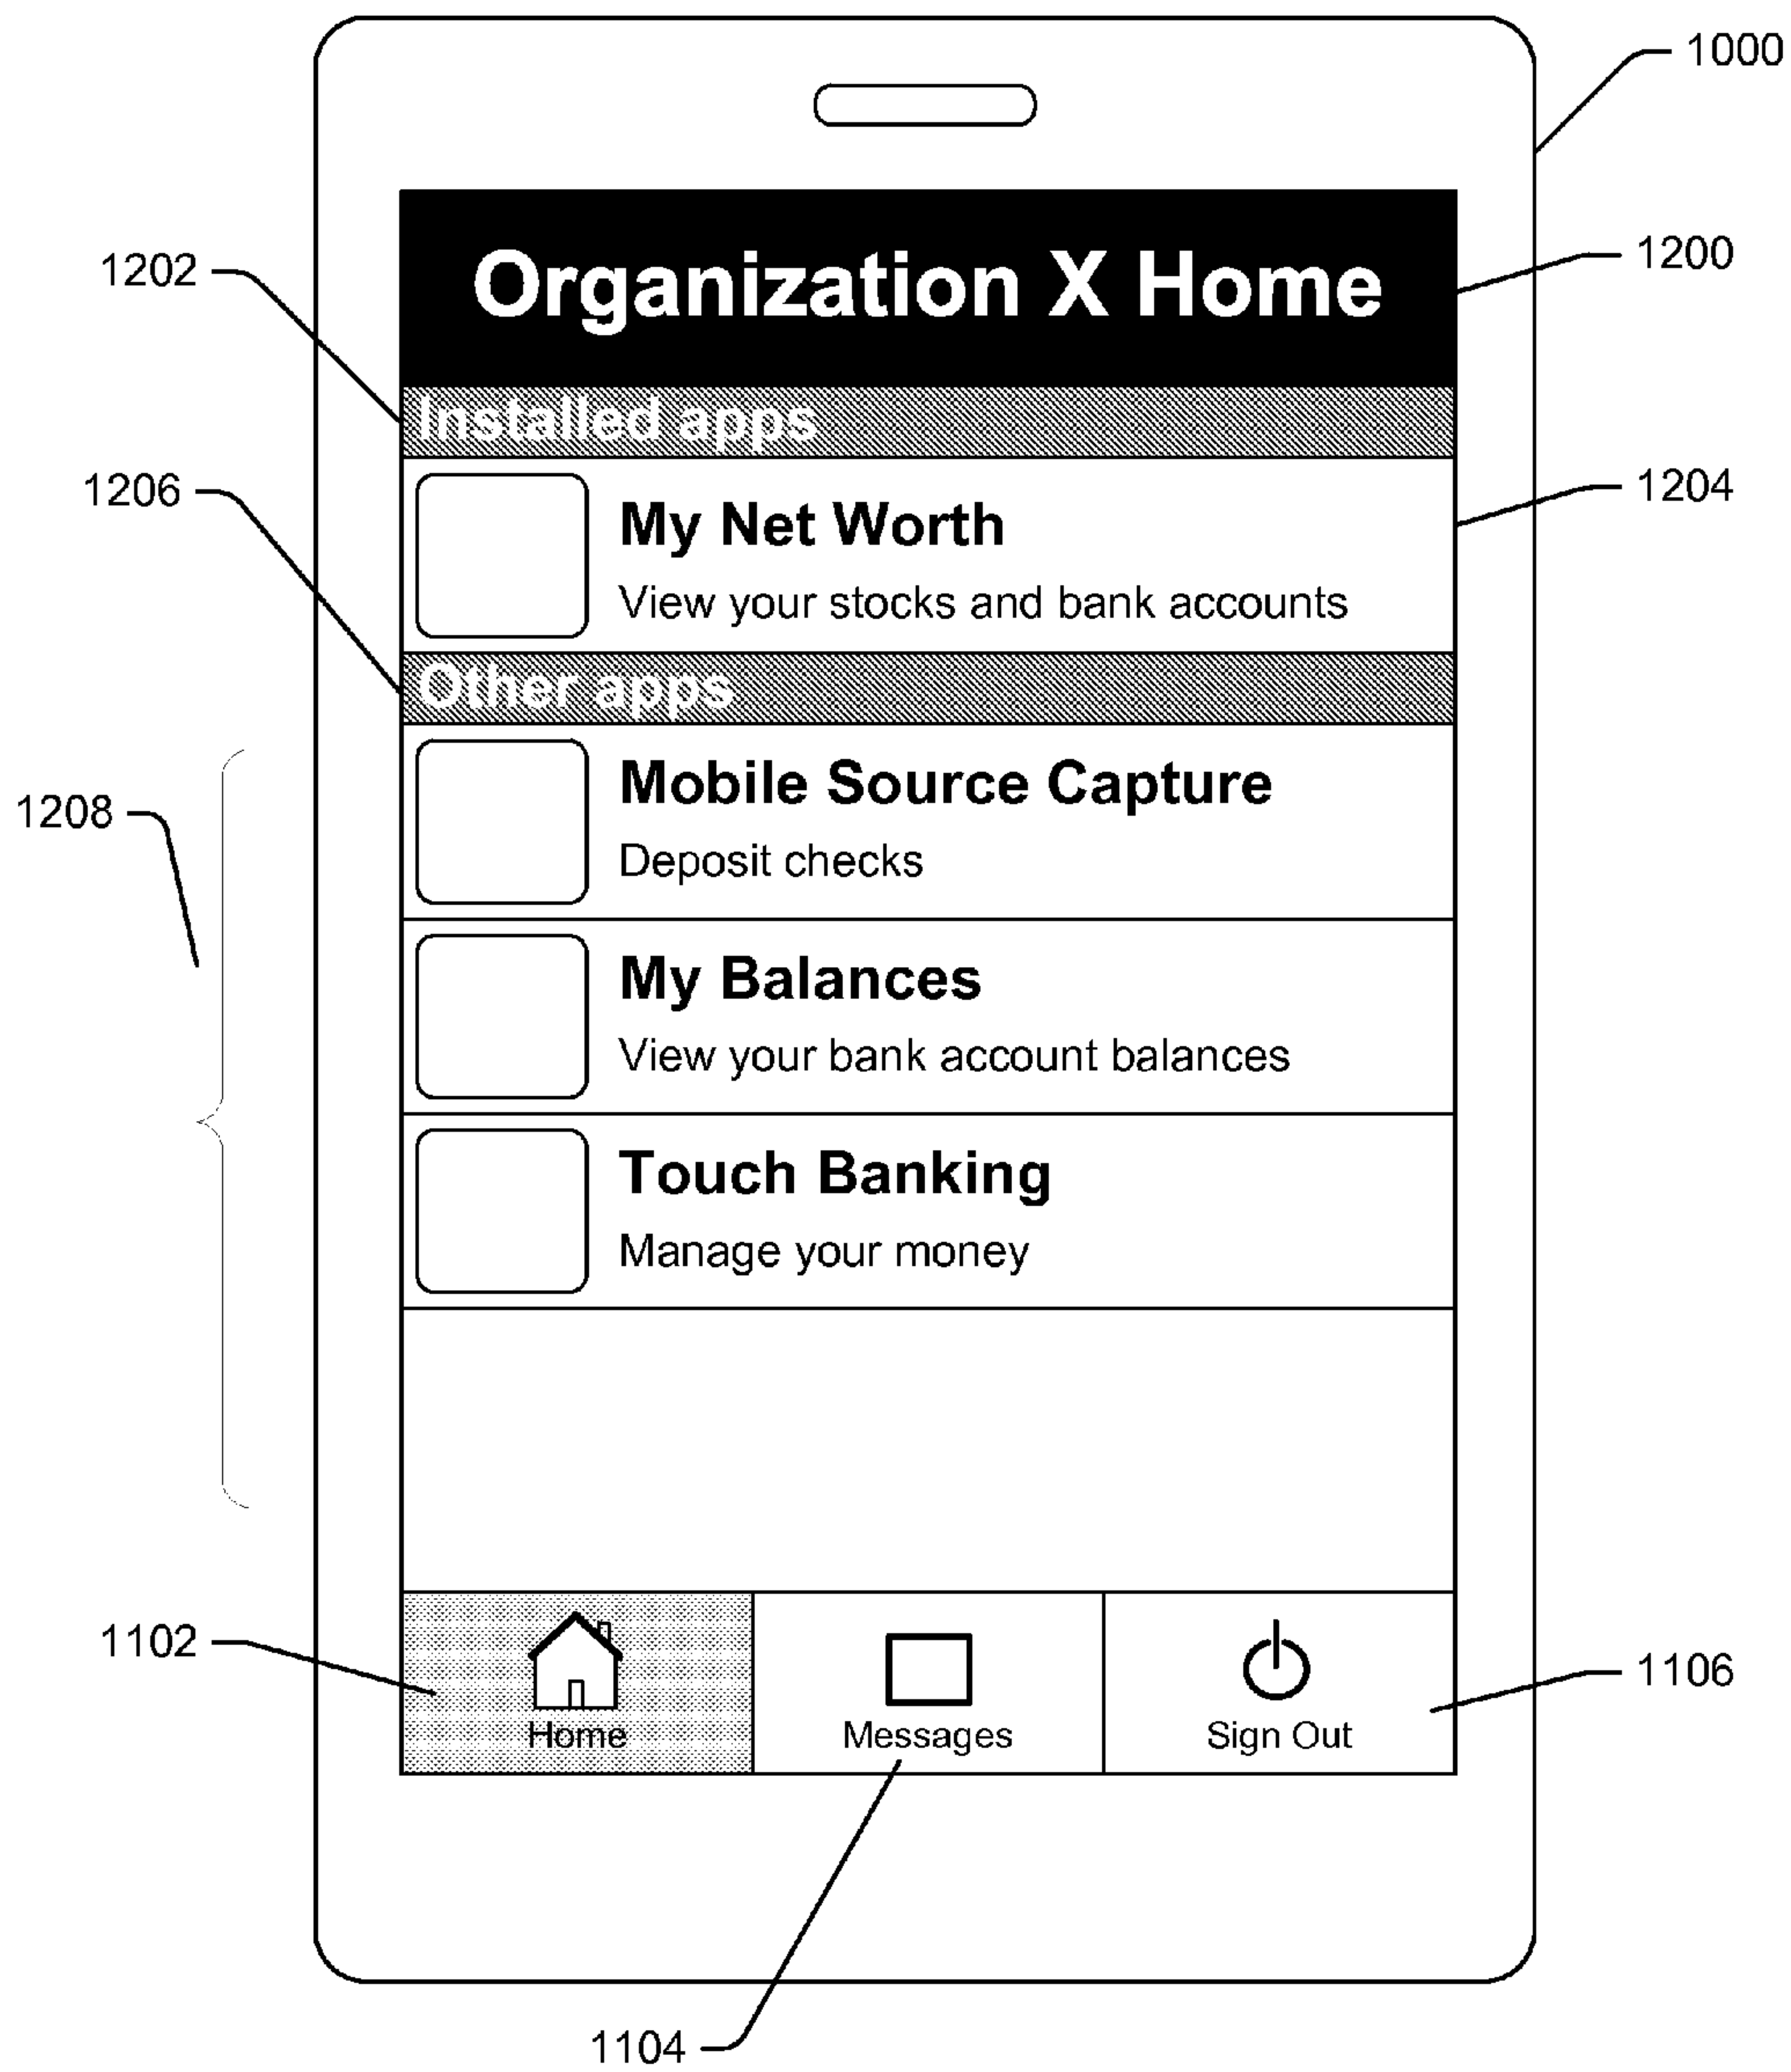 1000
Organization X Home
1200
1202
Installed apps
1206
My Net Worth
1204
View your stocks and bank accounts
Other apps
Mobile Source Capture
1208
Deposit checks
My Balances
View your bank account balances
Touch Banking
Manage your money
1102
1106
Home
Messages
Sign Out
1104